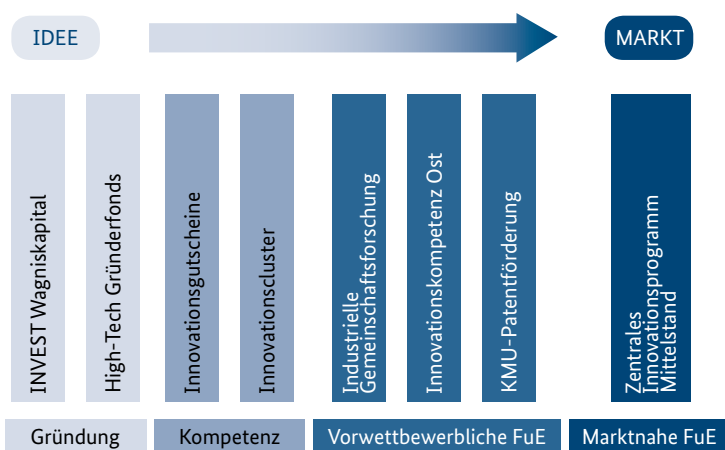 IDEE
MARKT
INVEST Wagniskapital
High-Tech Gründerfonds
Innovationsgutscheine
Innovationscluster
Industrielle
Gemeinschaftsforschung
Innovationskompetenz Ost
KMU-Patentförderung
Zentrales
Innovationsprogramm
Mittelstand
Gründung
Kompetenz
Vorwettbewerbliche FuE
Marktnahe FuE